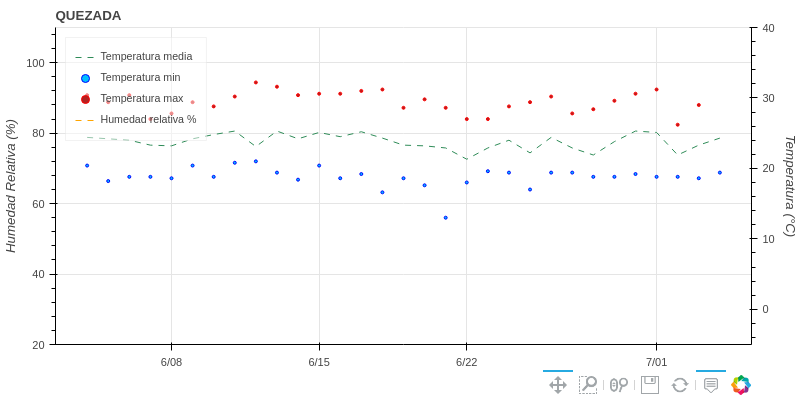 QUEZADA
Temperatura media
Temperatura min
Temperatura max
Humedad relativa %
Humedad Relativa (%)
100
80
60
40
20
Temperatura (°C)
40
30
20
10
0
6/08
6/15
6/22
7/01